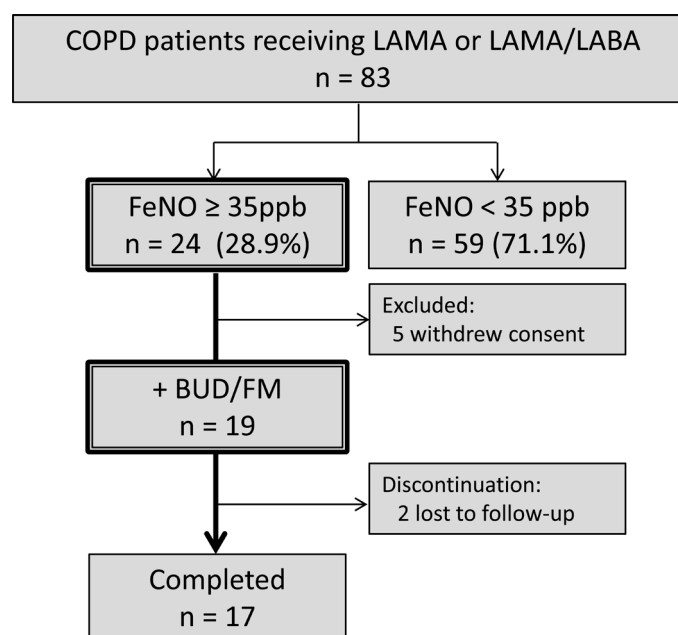 COPD patients receiving LAMA or LAMA/LABA
n = 83
FeNO ≥ 35ppb
n = 24 (28.9%)
FeNO < 35 ppb
n = 59 (71.1%)
Excluded:
5 withdrew consent
+ BUD/FM
n = 19
Discontinuation:
2 lost to follow-up
Completed
n = 17